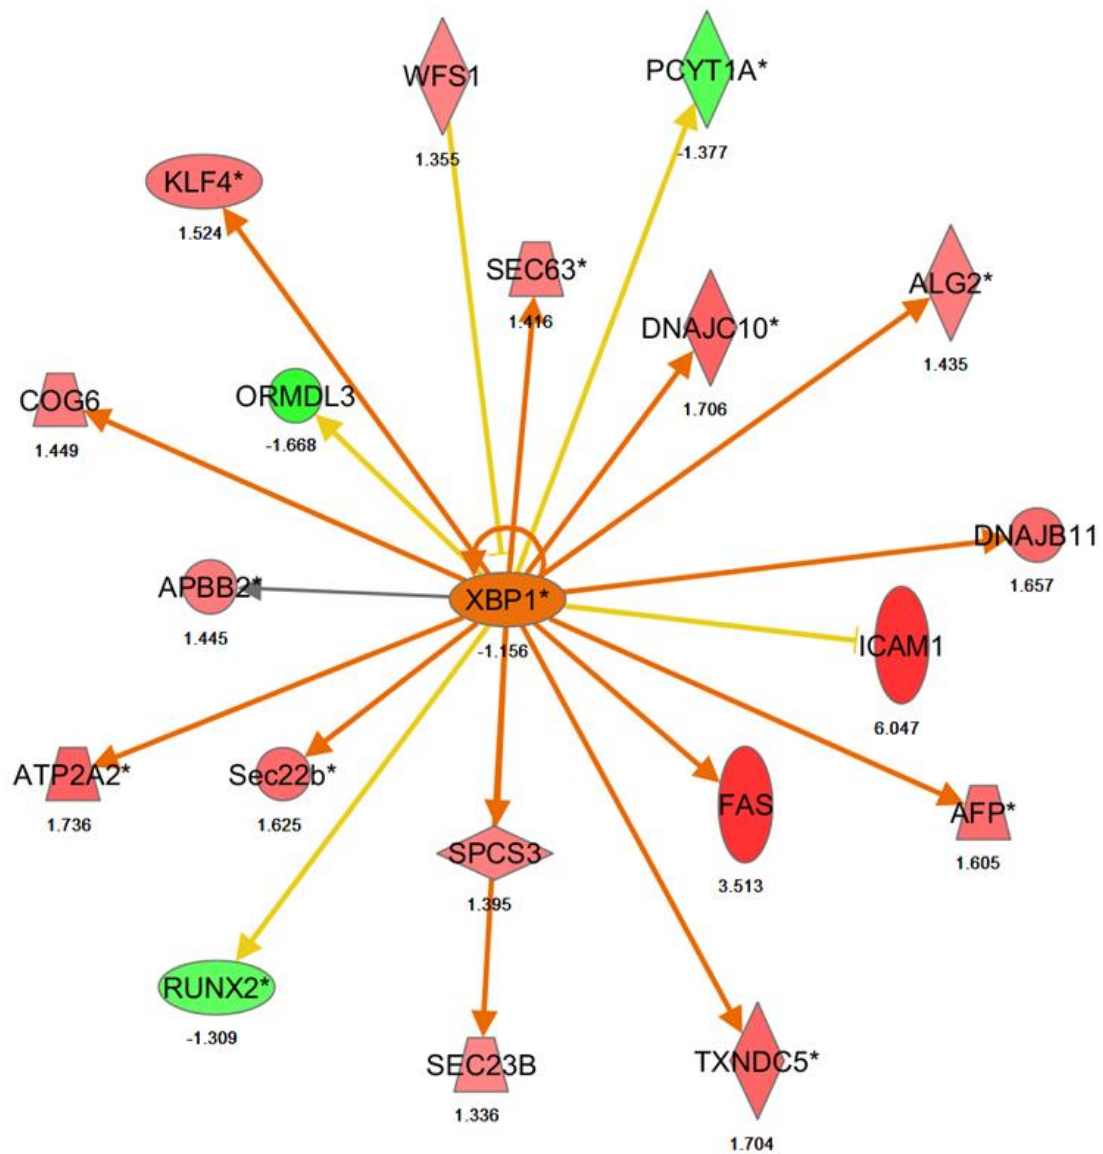 WFS1
1.355
PCYT1A*
-1.377
KLF4*
1.524
SEC63*
1.416
DNAJC10*
1.706
ALG2*
1.435
COG6
1.449
ORMDL3
-1.668
DNAJB11
1.657
APBB2*
1.445
XBP1*
-1.156
ICAM1
6.047
ATP2A2*
1.736
Sec22b*
1.625
SPCS3
1.395
FAS
3.513
AFP*
1.605
RUNX2*
-1.309
SEC23B
1.336
TXNDC5*
1.704